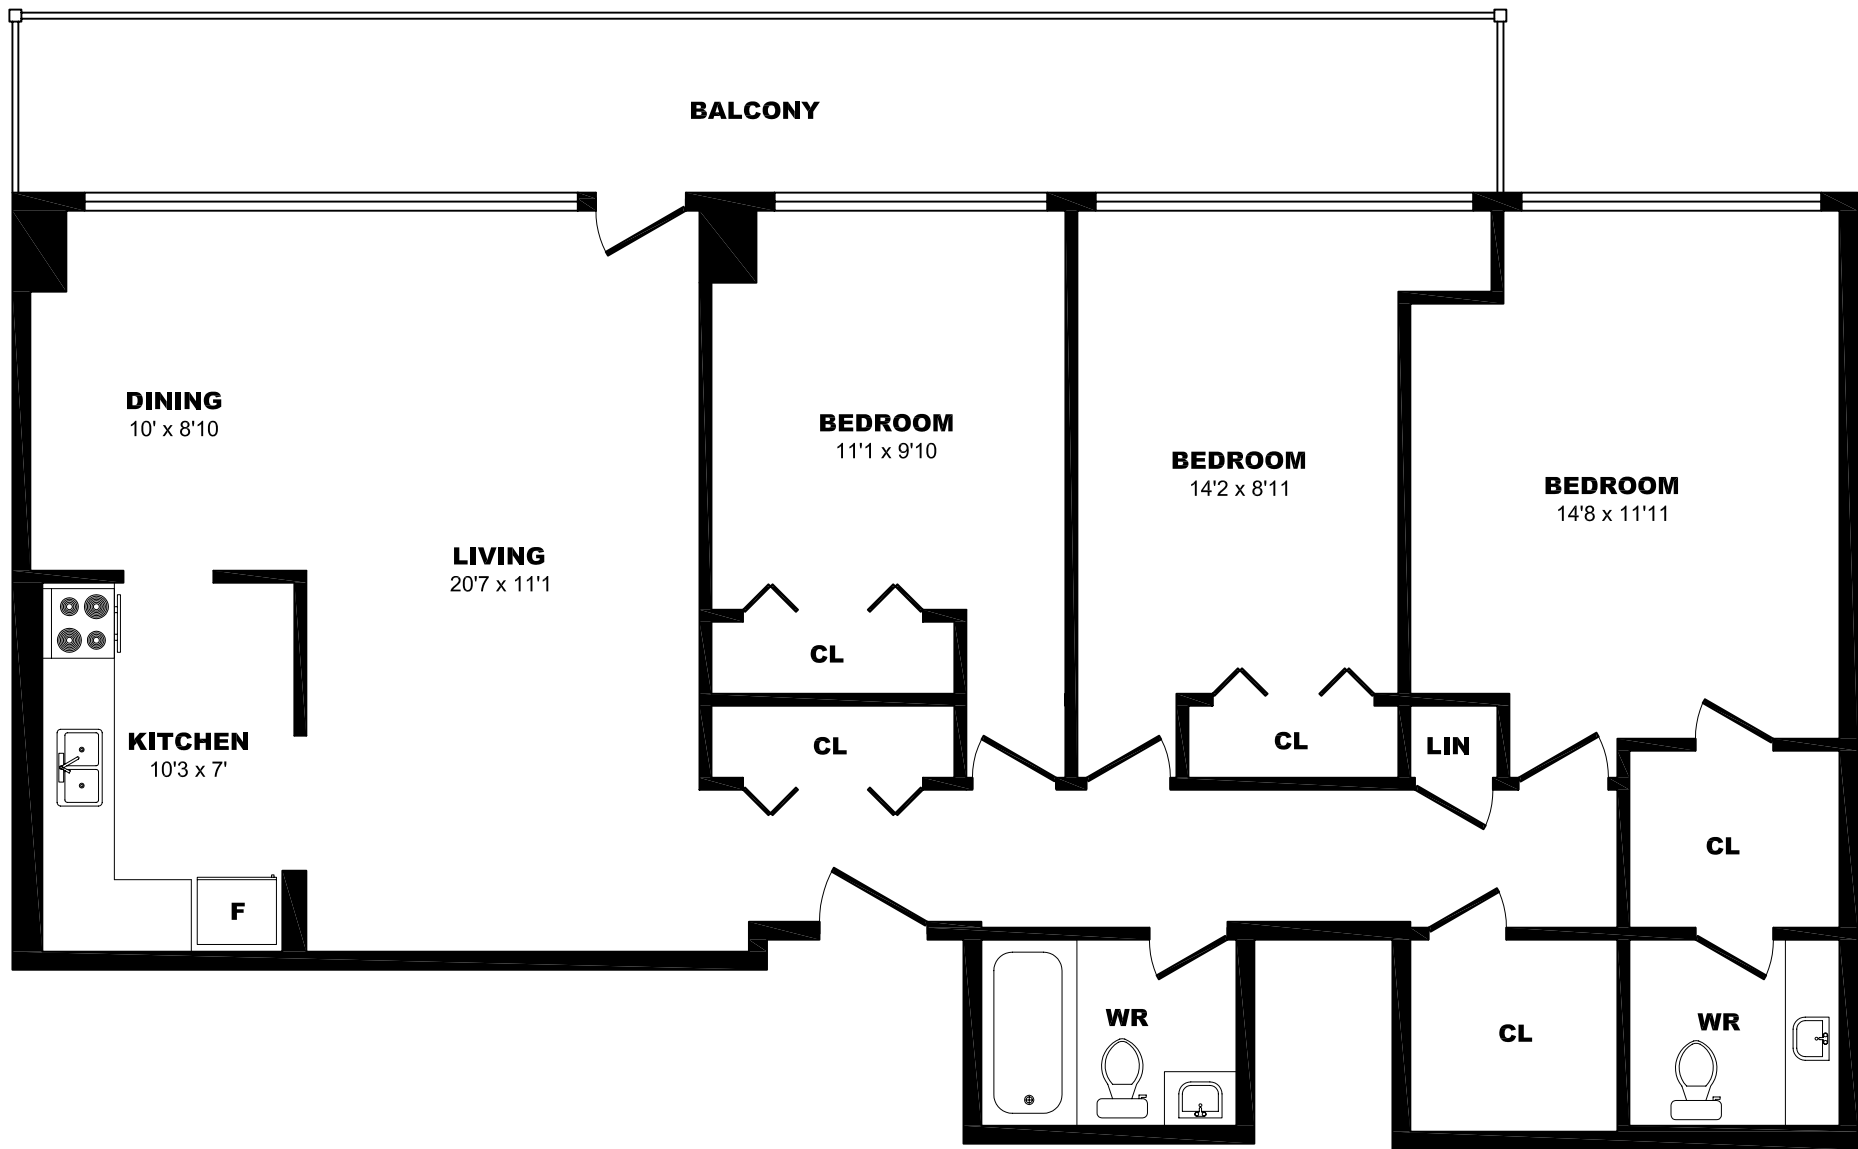 BALCONY
DINING
10' x 8'10
BEDROOM
11'1 x 9'10
BEDROOM
14'2 x 8'11
BEDROOM
14'8 x 11'11
LIVING
20'7 x 11'1
CL
KITCHEN
10'3 x 7'
CL
CL
LIN
CL
F
WR
CL
WR